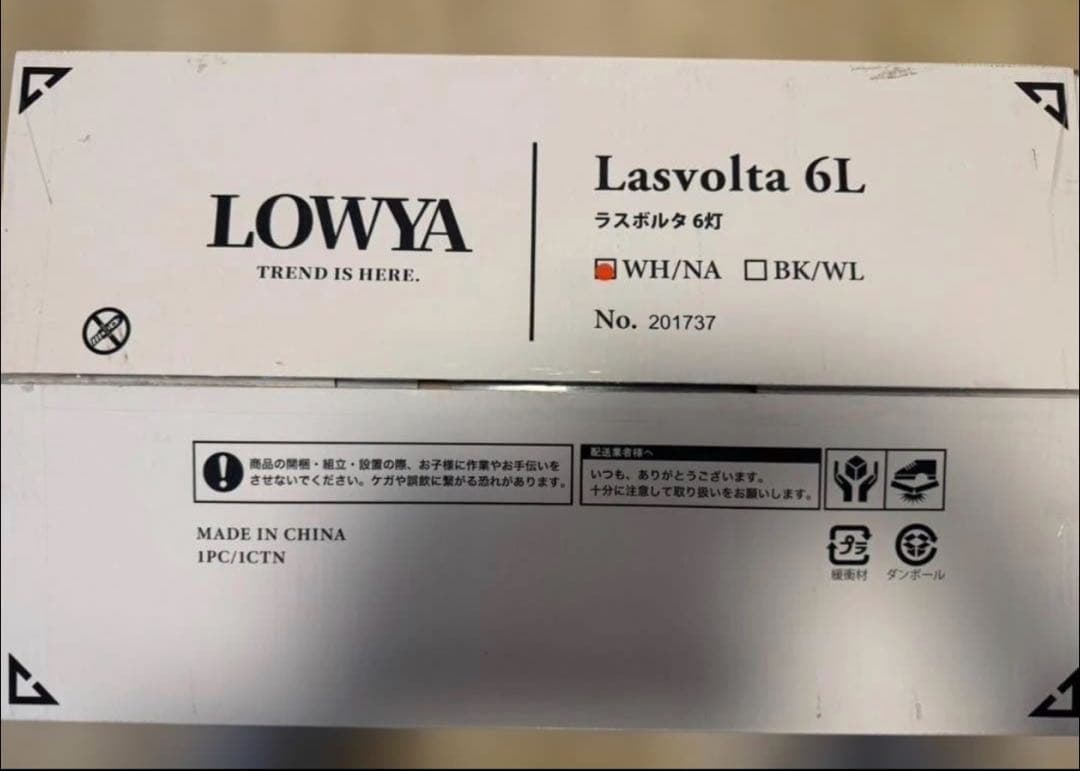 LOWYA
TREND IS HERE.
Lasvolta 6L
ラスボルタ 6灯
WH/NA BK/WL
No. 201737
商品の開梱・組立・設置の際、お子様に作業やお手伝いを
させないでください。ケガや誤飲に繋がる恐れがあります。
配送業者様へ
いつも、ありがとうございます。
十分に注意して取り扱いをお願いします。
MADE IN CHINA
1PC/1CTN
プラ
緩衝材
ダンボール